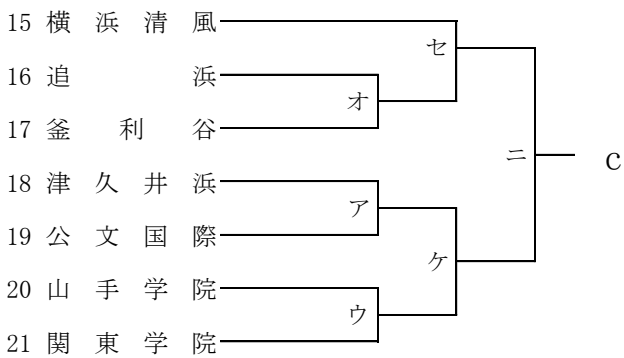 15 横浜清風
セ
16 追浜
オ
17 釜利谷
ニ C
18 津久井浜
ア
19 公文国際
ケ
20 山手学院
ウ
21 関東学院